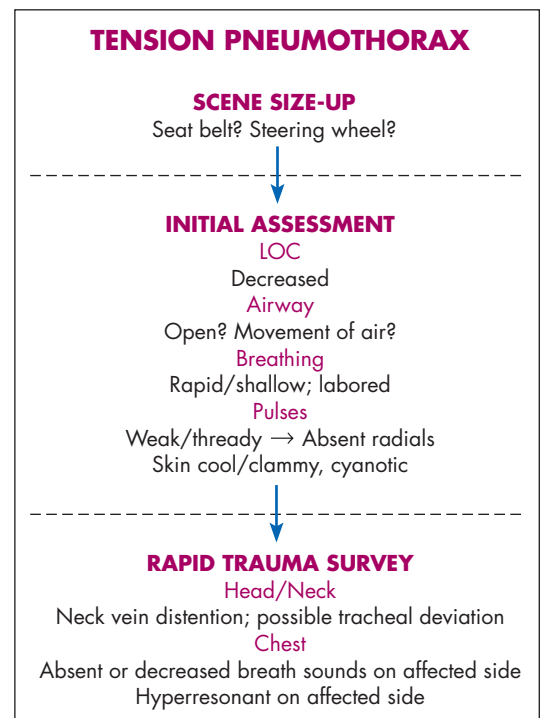 TENSION PNEUMOTHORAX
SCENE SIZE-UP
Seat belt? Steering wheel?
INITIAL ASSESSMENT
LOC
Decreased
Airway
Open? Movement of air?
Breathing
Rapid/shallow; labored
Pulses
Weak/thready → Absent radials
Skin cool/clammy, cyanotic
RAPID TRAUMA SURVEY
Head/Neck
Neck vein distention; possible tracheal deviation
Chest
Absent or decreased breath sounds on affected side
Hyperresonant on affected side